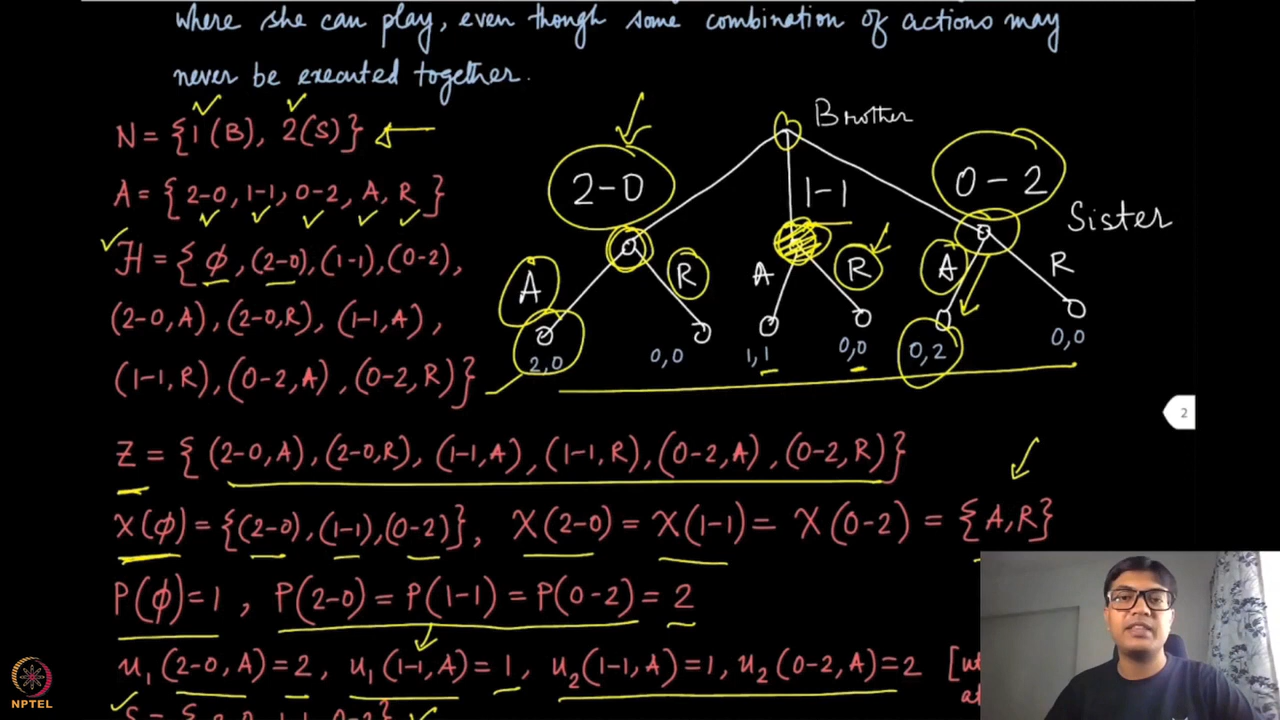 where she can play, even though some combination of actions may
never be executed together.
N = {1 (B), 2(S)}
A = {2-0, 1-1, 0-2, A, R}
H = {ϕ, (2-0), (1-1), (0-2),
(2-0, A), (2-0, R), (1-1, A),
(1-1, R), (0-2, A), (0-2, R)}
Brother
2-0
1-1
0-2
Sister
A
R
A
R
A
R
2,0
0,0
1,1
0,0
0,2
0,0
2
Z = {(2-0, A), (2-0, R), (1-1, A), (1-1, R), (0-2, A), (0-2, R)}
X(ϕ) = {(2-0), (1-1), (0-2)}, X(2-0) = X(1-1) = X(0-2) = {A, R}
P(ϕ) = 1, P(2-0) = P(1-1) = P(0-2) = 2
u₁(2-0, A) = 2, u₁(1-1, A) = 1, u₂(1-1, A) = 1, u₂(0-2, A) = 2
NPTEL